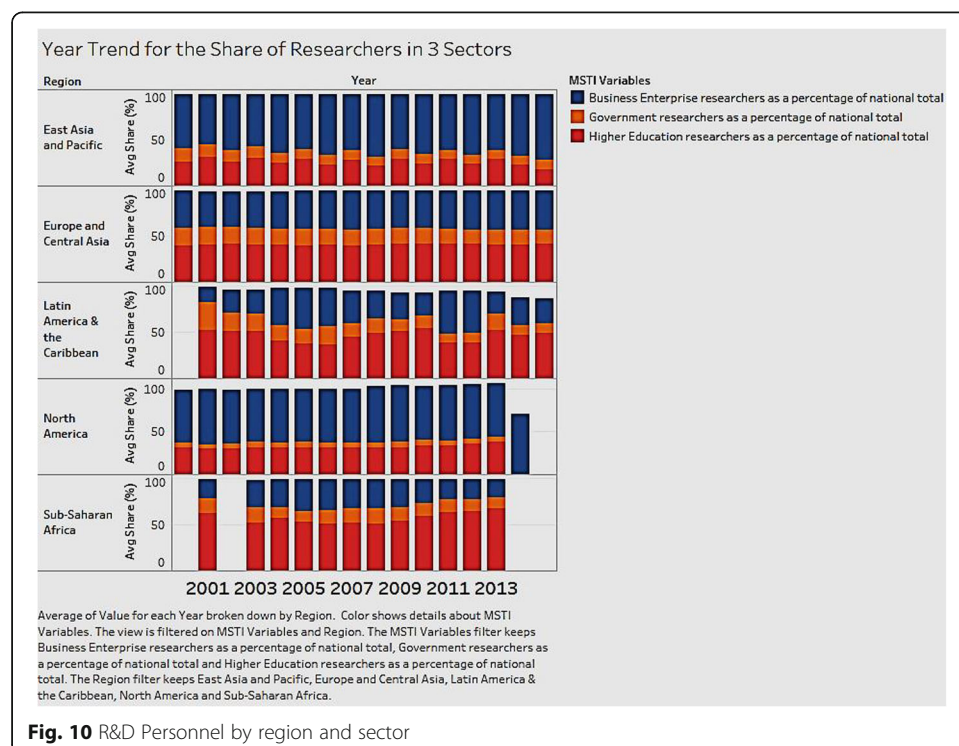 Year Trend for the Share of Researchers in 3 Sectors
Region
Year
MSTI Variables
Business Enterprise researchers as a percentage of national total
Government researchers as a percentage of national total
Higher Education researchers as a percentage of national total
East Asia
and Pacific
Avg Share (%)
100
50
0
Europe and
Central Asia
Avg Share (%)
100
50
0
Latin
America &
the
Caribbean
Avg Share (%)
100
50
0
North
America
Avg Share (%)
100
50
0
Sub-Saharan
Africa
Avg Share (%)
100
50
0
2001 2003 2005 2007 2009 2011 2013
Average of Value for each Year broken down by Region. Color shows details about MSTI
Variables. The view is filtered on MSTI Variables and Region. The MSTI Variables filter keeps
Business Enterprise researchers as a percentage of national total, Government researchers as
a percentage of national total and Higher Education researchers as a percentage of national
total. The Region filter keeps East Asia and Pacific, Europe and Central Asia, Latin America &
the Caribbean, North America and Sub-Saharan Africa.
Fig. 10 R&D Personnel by region and sector